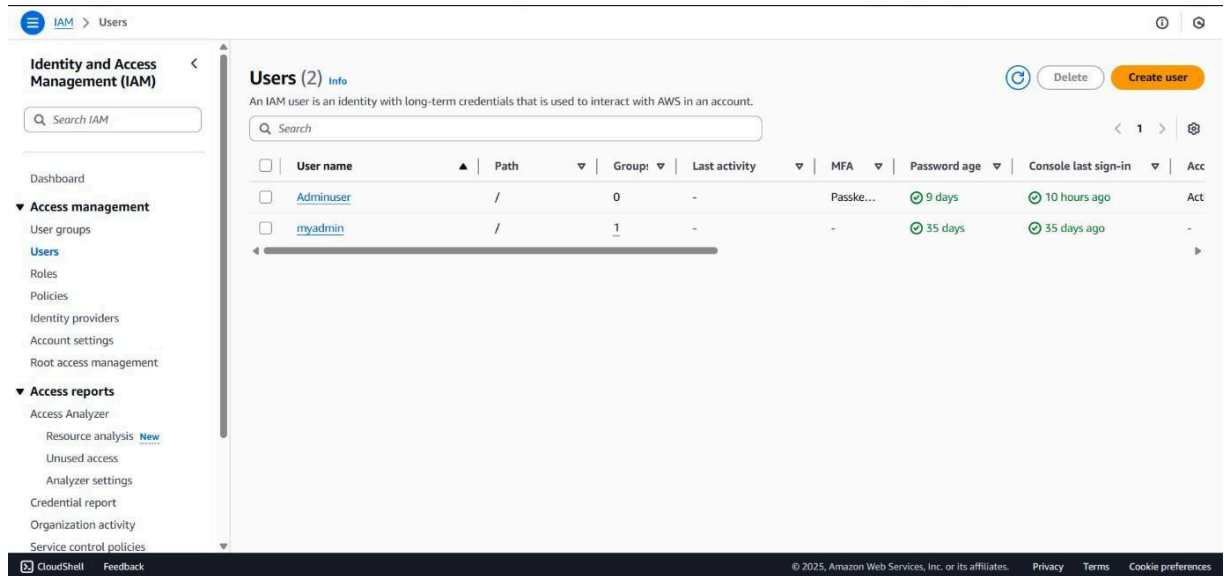 IAM > Users
Identity and Access
Management (IAM)
Search IAM
Dashboard
Access management
User groups
Users
Roles
Policies
Identity providers
Account settings
Root access management
Access reports
Access Analyzer
Resource analysis New
Unused access
Analyzer settings
Credential report
Organization activity
Service control policies
Users (2) Info
Delete
Create user
An IAM user is an identity with long-term credentials that is used to interact with AWS in an account.
Search
< 1 >
User name Path Group: Last activity MFA Password age Console last sign-in Acc
Adminuser / 0 - Passke... 9 days 10 hours ago Act
myadmin / 1 - - 35 days 35 days ago -
CloudShell Feedback © 2025, Amazon Web Services, Inc. or its affiliates. Privacy Terms Cookie preferences